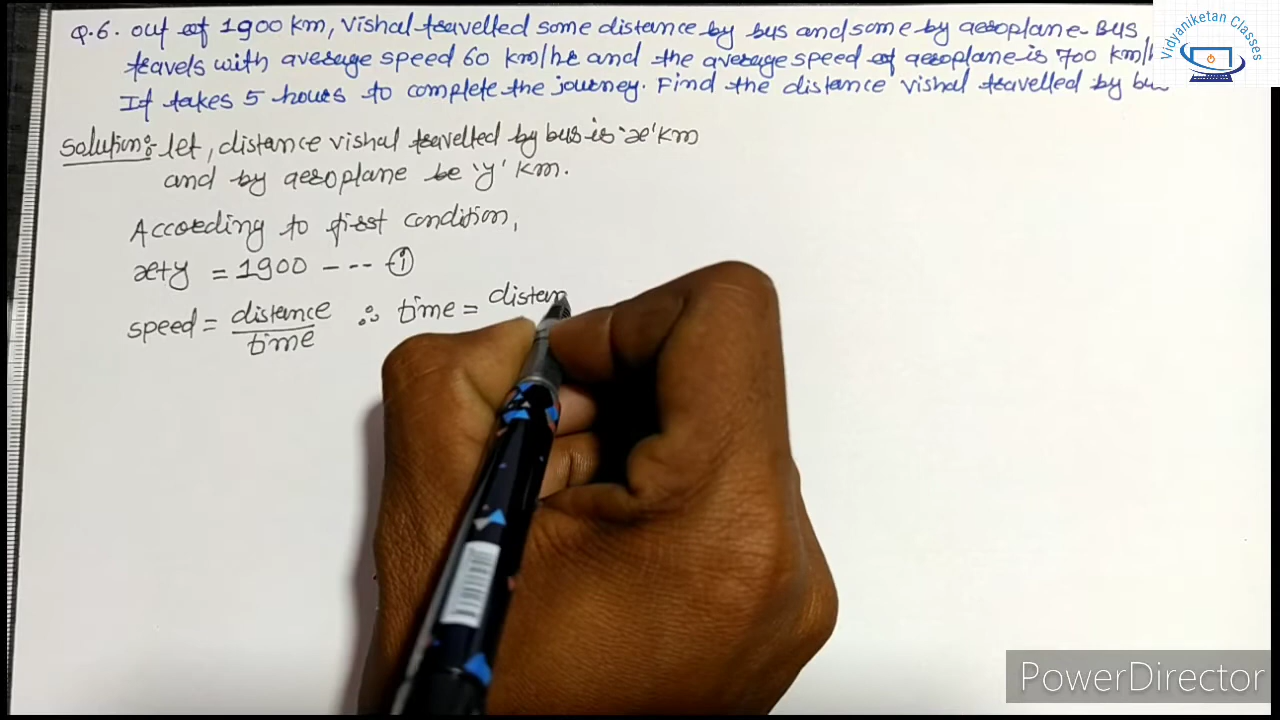 Q.6. Out of 1900 km, Vishal travelled some distance by bus and some by aeroplane. Bus
travels with average speed 60 km/hr and the average speed of aeroplane is 700 km/h
It takes 5 hours to complete the journey. Find the distance Vishal travelled by bus
Solution:- let, distance vishal travelled by bus is 'x' km
and by aeroplane be 'y' km.
According to first condition,
x+y = 1900 --- ①
speed = distance/time ∴ time = distan
Vidyaniketan Classes
PowerDirector